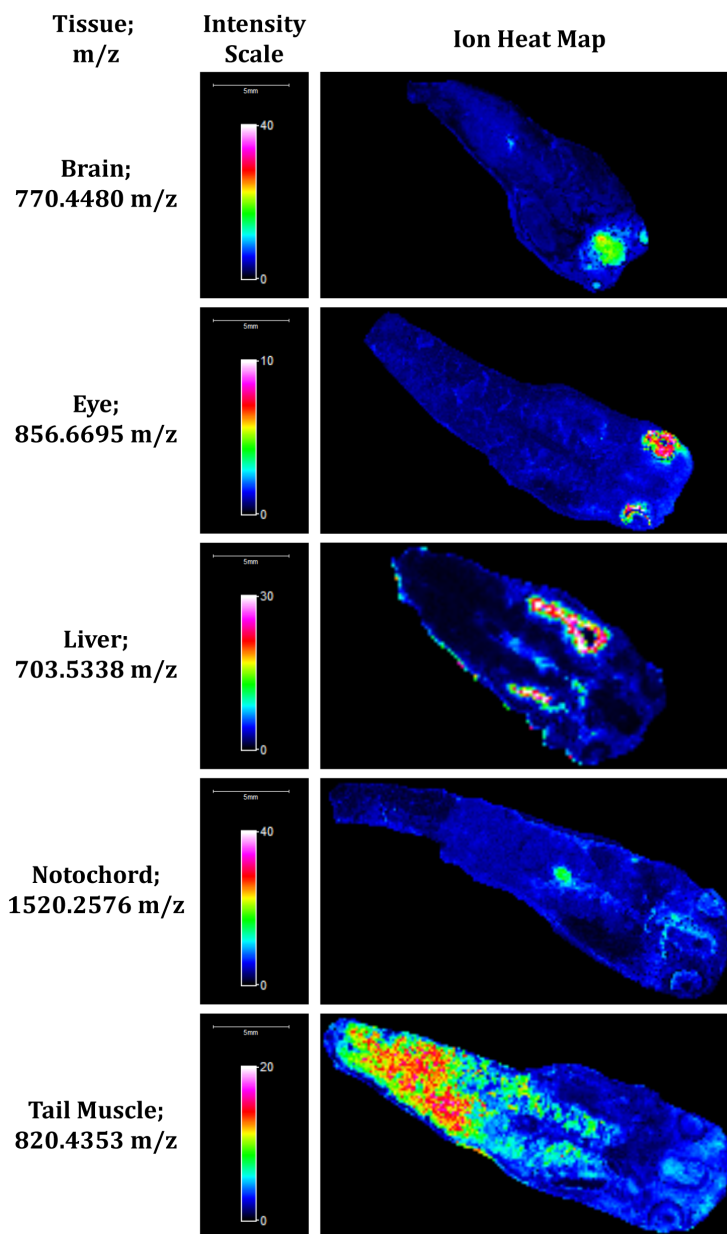 Tissue;
m/z
Intensity
Scale
Ion Heat Map
Brain;
770.4480 m/z
5mm
40
0
Eye;
856.6695 m/z
5mm
10
0
Liver;
703.5338 m/z
5mm
30
0
Notochord;
1520.2576 m/z
5mm
40
0
Tail Muscle;
820.4353 m/z
5mm
20
0